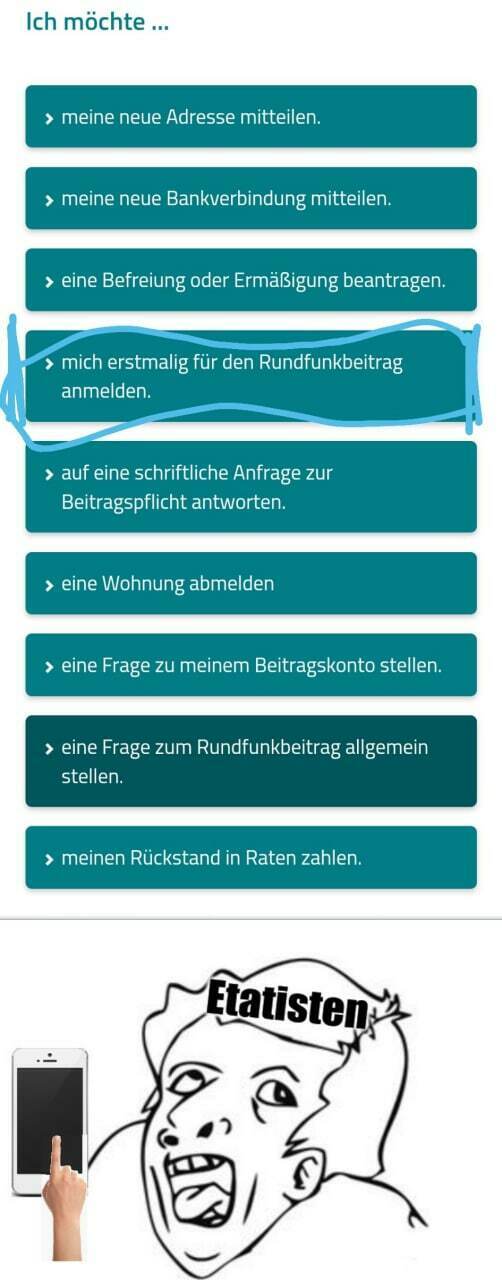 Ich möchte ...
meine neue Adresse mitteilen.
meine neue Bankverbindung mitteilen.
eine Befreiung oder Ermäßigung beantragen.
mich erstmalig für den Rundfunkbeitrag
anmelden.
auf eine schriftliche Anfrage zur
Beitragspflicht antworten.
eine Wohnung abmelden
eine Frage zu meinem Beitragskonto stellen.
eine Frage zum Rundfunkbeitrag allgemein
stellen.
meinen Rückstand in Raten zahlen.
Etatisten